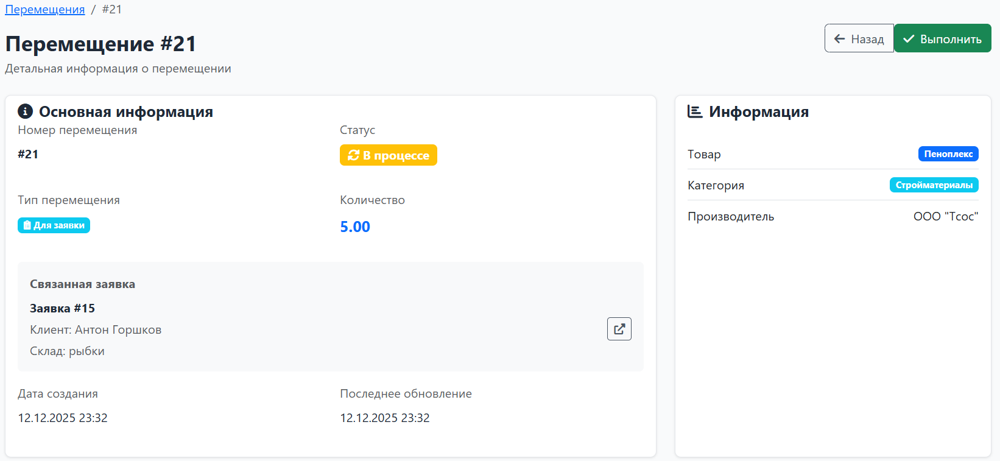 Перемещения / #21
Перемещение #21
Детальная информация о перемещении
Назад
Выполнить
Основная информация
Номер перемещения
#21
Статус
В процессе
Тип перемещения
Для заявки
Количество
5.00
Связанная заявка
Заявка #15
Клиент: Антон Горшков
Склад: рыбки
Дата создания
12.12.2025 23:32
Последнее обновление
12.12.2025 23:32
Информация
Товар Пеноплекс
Категория Стройматериалы
Производитель ООО "Тсос"